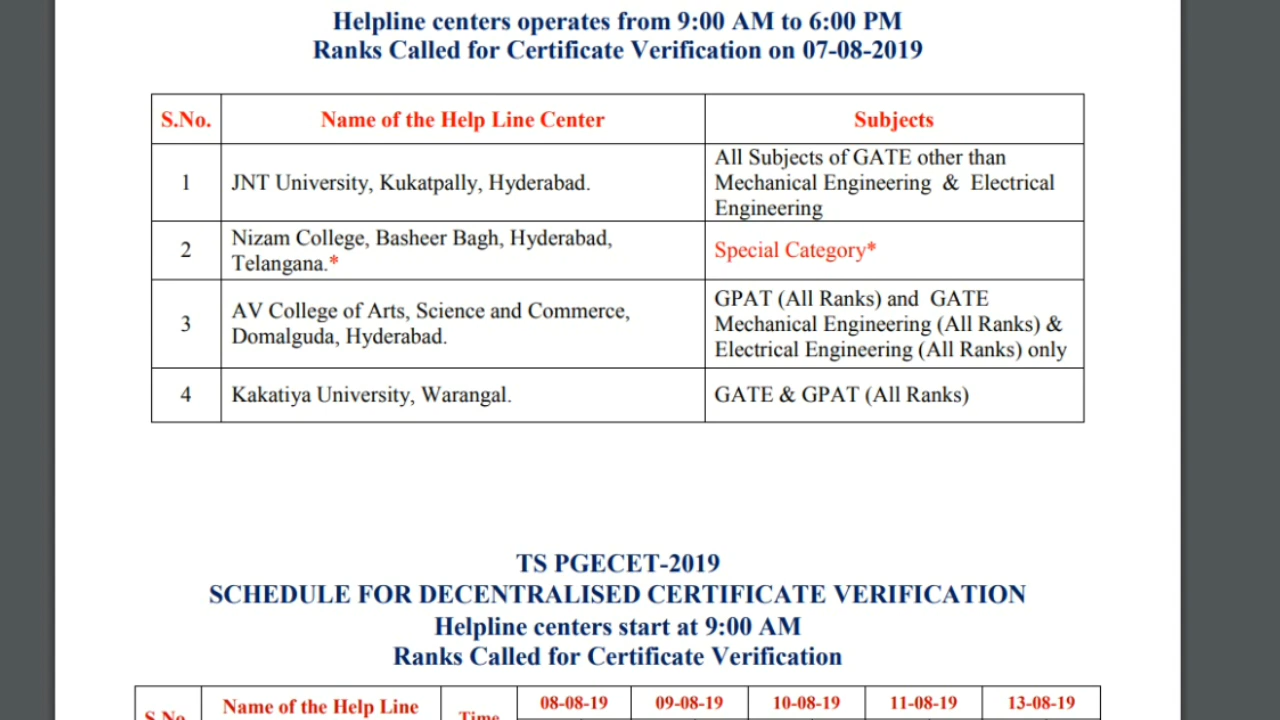 Helpline centers operates from 9:00 AM to 6:00 PM
Ranks Called for Certificate Verification on 07-08-2019
S.No. Name of the Help Line Center Subjects
1 JNT University, Kukatpally, Hyderabad. All Subjects of GATE other than
Mechanical Engineering & Electrical
Engineering
2 Nizam College, Basheer Bagh, Hyderabad,
Telangana.* Special Category*
3 AV College of Arts, Science and Commerce,
Domalguda, Hyderabad. GPAT (All Ranks) and GATE
Mechanical Engineering (All Ranks) &
Electrical Engineering (All Ranks) only
4 Kakatiya University, Warangal. GATE & GPAT (All Ranks)
TS PGECET-2019
SCHEDULE FOR DECENTRALISED CERTIFICATE VERIFICATION
Helpline centers start at 9:00 AM
Ranks Called for Certificate Verification
S.No Name of the Help Line Time 08-08-19 09-08-19 10-08-19 11-08-19 13-08-19